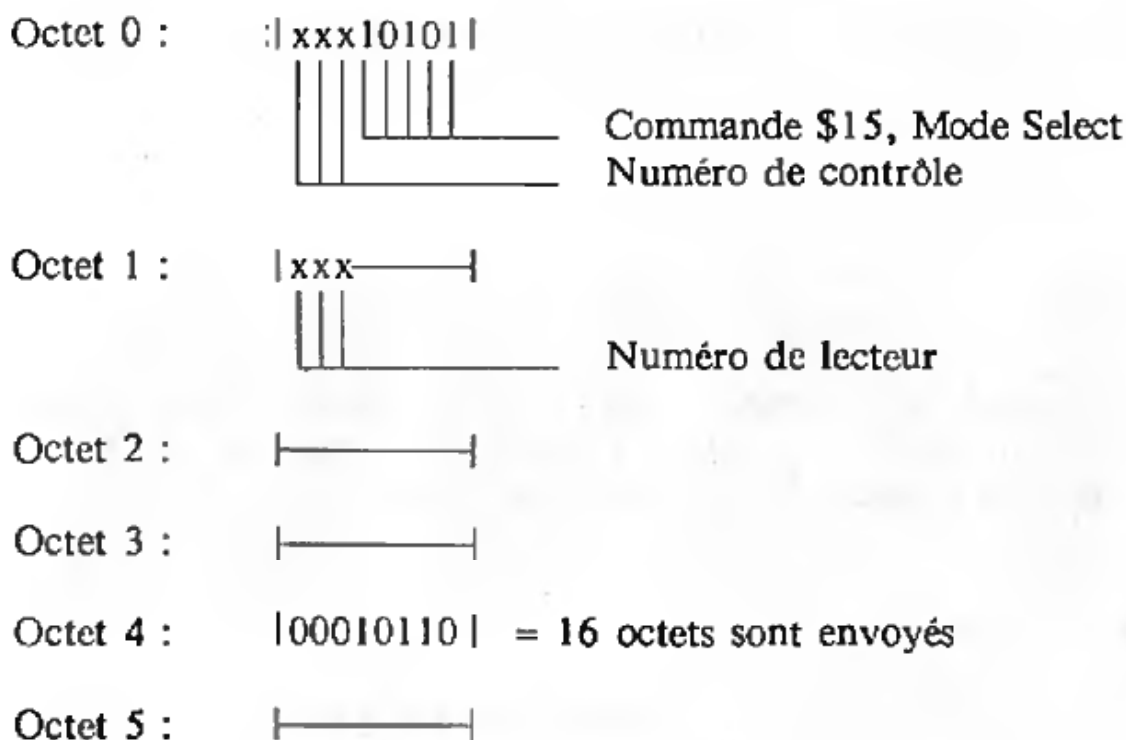 Octet 0 : :| xxx10101|
Commande $15, Mode Select
Numéro de contrôle
Octet 1 : |xxx
Numéro de lecteur
Octet 2 :
Octet 3 :
Octet 4 : |00010110| = 16 octets sont envoyés
Octet 5 :